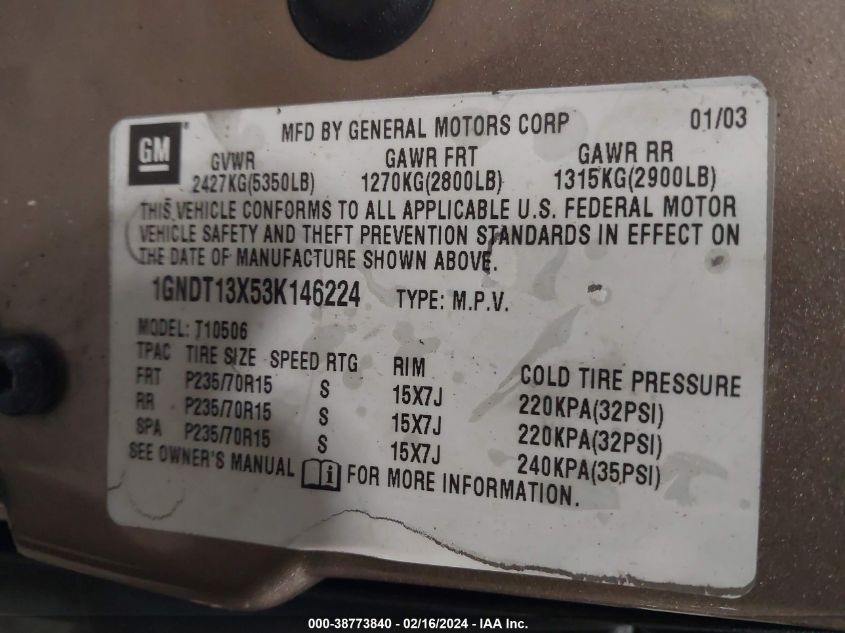 GM
MFD BY GENERAL MOTORS CORP 01/03
GVWR GAWR FRT GAWR RR
2427KG(5350LB) 1270KG(2800LB) 1315KG(2900LB)
THIS VEHICLE CONFORMS TO ALL APPLICABLE U.S. FEDERAL MOTOR
VEHICLE SAFETY AND THEFT PREVENTION STANDARDS IN EFFECT ON
THE DATE OF MANUFACTURE SHOWN ABOVE.
1GNDT13X53K146224 TYPE: M.P.V.
MODEL: T10506
TPAC TIRE SIZE SPEED RTG RIM COLD TIRE PRESSURE
FRT P235/70R15 S 15X7J 220KPA(32PSI)
RR P235/70R15 S 15X7J 220KPA(32PSI)
SPA P235/70R15 S 15X7J 240KPA(35PSI)
SEE OWNER'S MANUAL i FOR MORE INFORMATION.
000-38773840 - 02/16/2024 - IAA Inc.